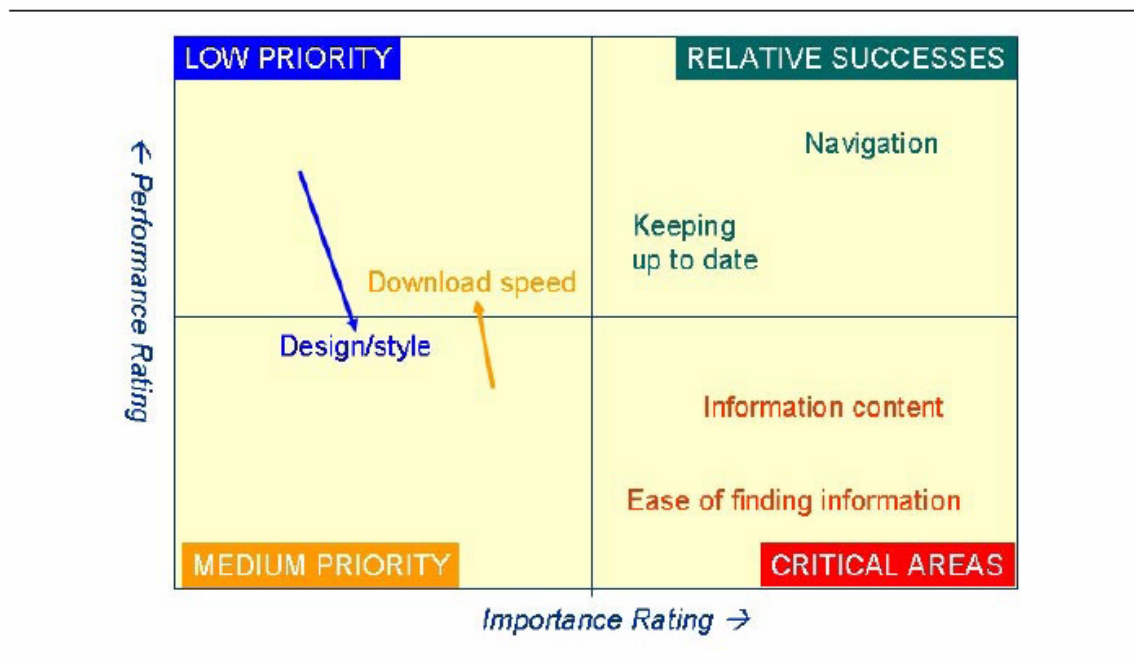 LOW PRIORITY
RELATIVE SUCCESSES
Navigation
Keeping
up to date
Download speed
Design/style
Information content
Ease of finding information
MEDIUM PRIORITY
CRITICAL AREAS
← Performance Rating
Importance Rating →